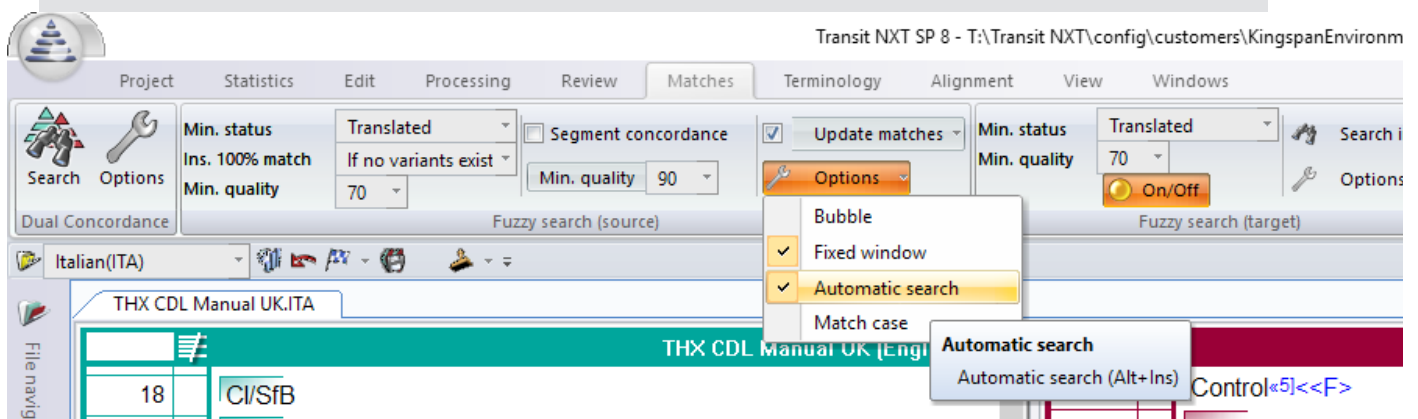 Transit NXT SP 8 - T:\Transit NXT\config\customers\KingspanEnvironm
Project Statistics Edit Processing Review Matches Terminology Alignment View Windows
Search
Options
Dual Concordance
Min. status Translated
Ins. 100% match If no variants exist
Min. quality 70
Segment concordance
Min. quality 90
Update matches
Options
Fuzzy search (source)
Min. status Translated
Min. quality 70
On/Off
Fuzzy search (target)
Search i
Options
Bubble
Fixed window
Automatic search
Match case
Automatic search
Automatic search (Alt+Ins)
Italian(ITA)
THX CDL Manual UK.ITA
File navig
THX CDL Manual UK (Engl
18 CI/SfB
Control«5]<<F>